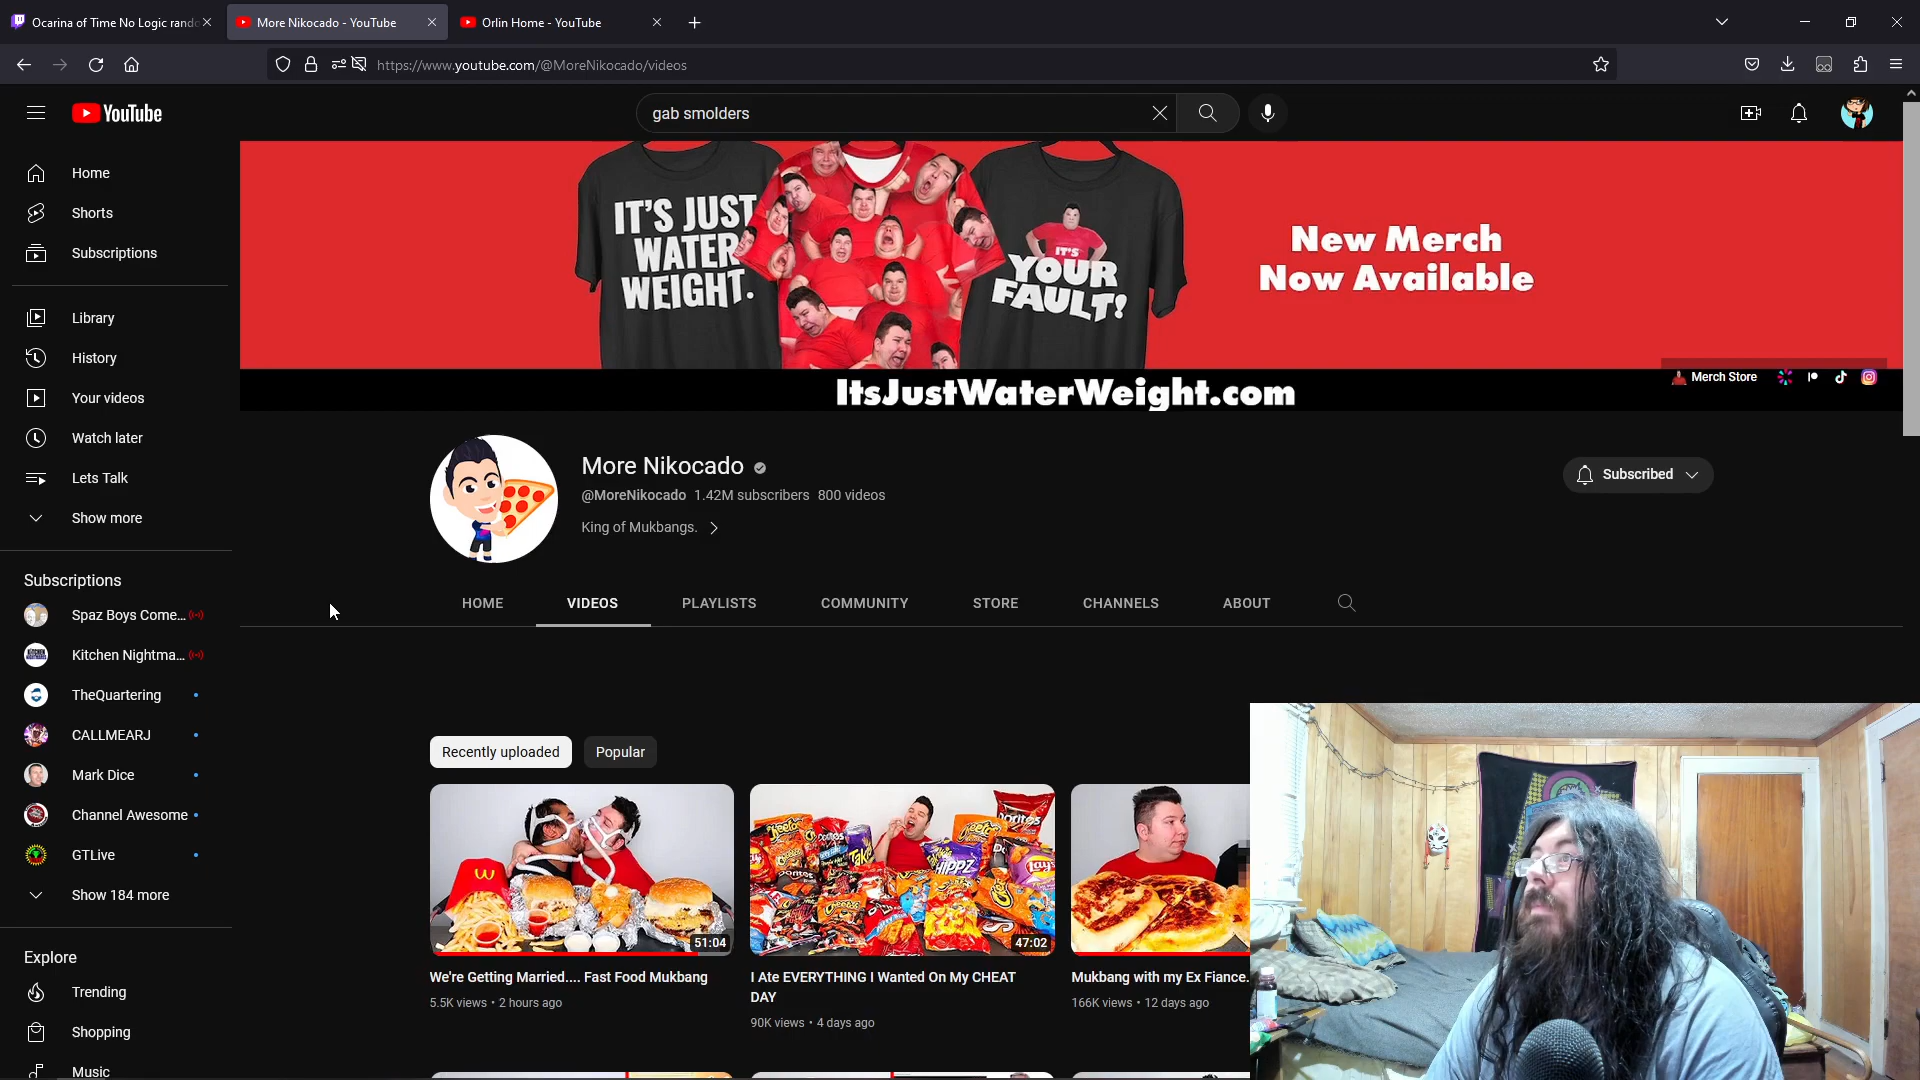 Ocarina of Time No Logic rando
More Nikocado - YouTube
Orlin Home - YouTube
https://www.youtube.com/@MoreNikocado/videos
YouTube
gab smolders
Home
Shorts
Subscriptions
Library
History
Your videos
Watch later
Lets Talk
Show more
Subscriptions
Spaz Boys Come...
Kitchen Nightma...
TheQuartering
CALLMEARJ
Mark Dice
Channel Awesome
GTLive
Show 184 more
Explore
Trending
Shopping
Music
IT'S JUST
WATER
WEIGHT.
IT'S
YOUR
FAULT!
New Merch
Now Available
ItsJustWaterWeight.com
Merch Store
More Nikocado
@MoreNikocado 1.42M subscribers 800 videos
King of Mukbangs.
Subscribed
HOME
VIDEOS
PLAYLISTS
COMMUNITY
STORE
CHANNELS
ABOUT
Recently uploaded
Popular
51:04
We're Getting Married.... Fast Food Mukbang
5.5K views • 2 hours ago
47:02
I Ate EVERYTHING I Wanted On My CHEAT
DAY
90K views • 4 days ago
Mukbang with my Ex Fiance.
166K views • 12 days ago